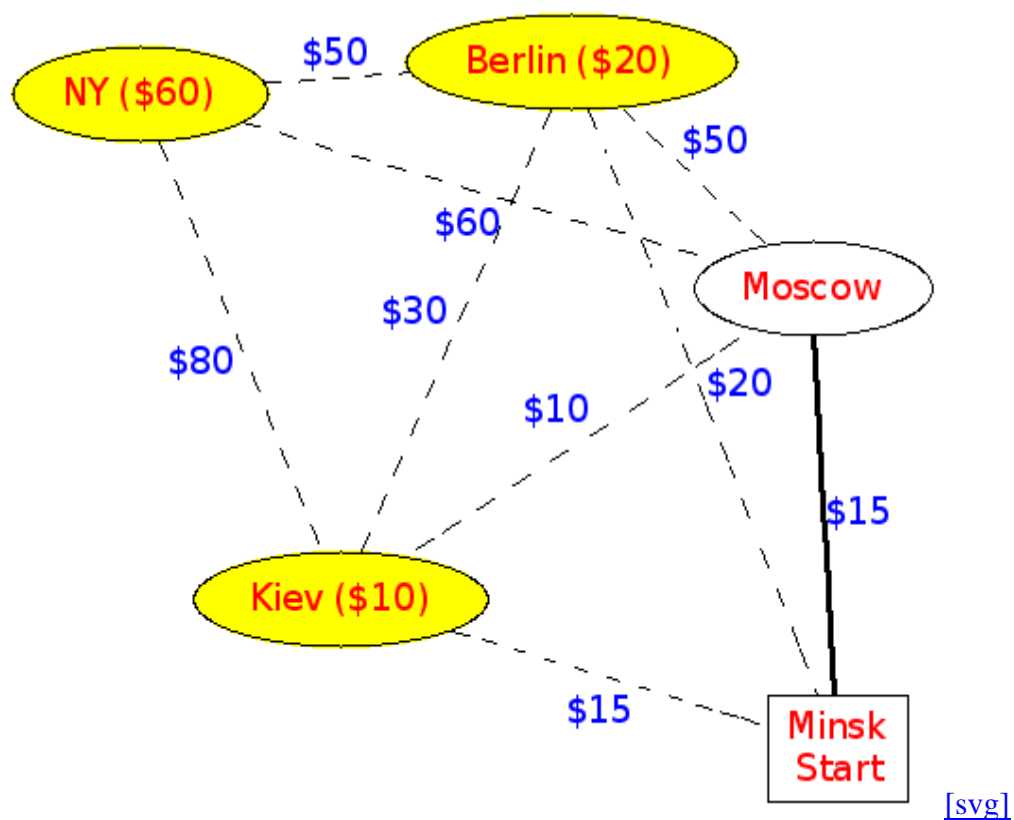 $50
Berlin ($20)
NY ($60)
$50
$60
Moscow
$30
$80
$20
$10
$15
Kiev ($10)
$15
Minsk
Start
[svg]